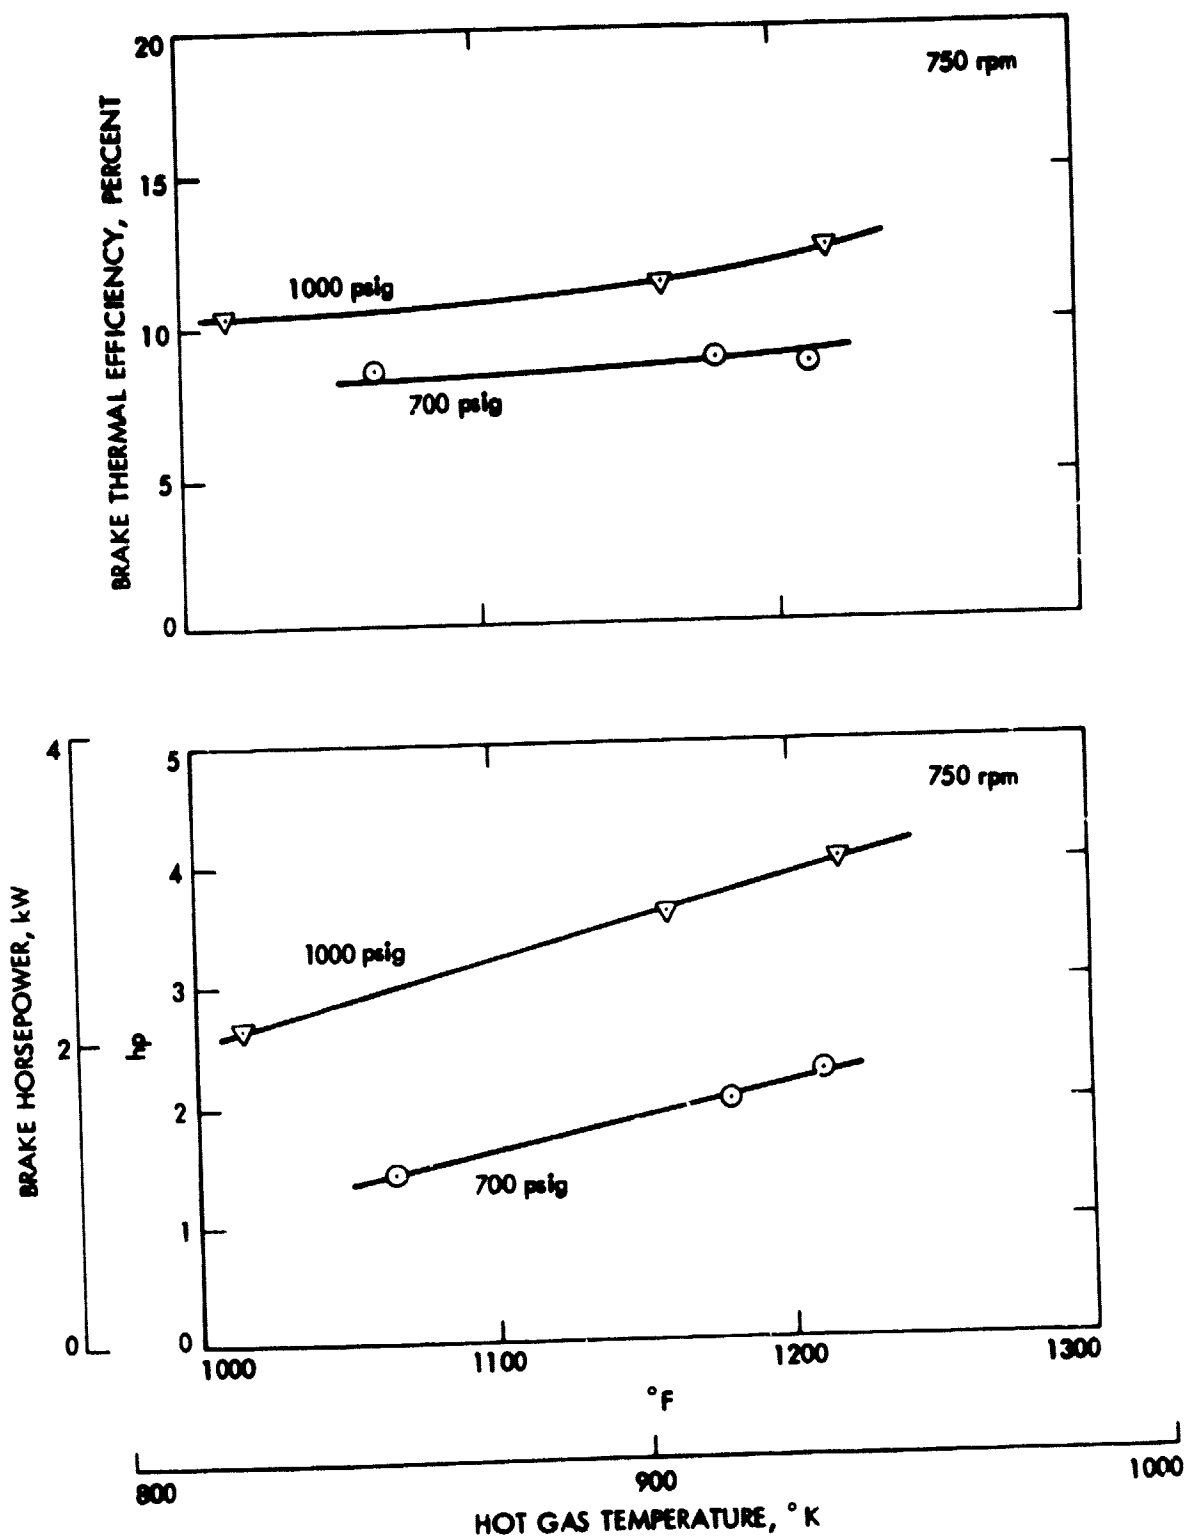 20
750 rpm
BRAKE THERMAL EFFICIENCY, PERCENT
15
1000 psig
10
700 psig
5
0
4
5
750 rpm
4
BRAKE HORSEPOWER, kW
1000 psig
3
2
hp
2
700 psig
1
0
0
1000 1100 1200 1300
°F
800 900 1000
HOT GAS TEMPERATURE, °K